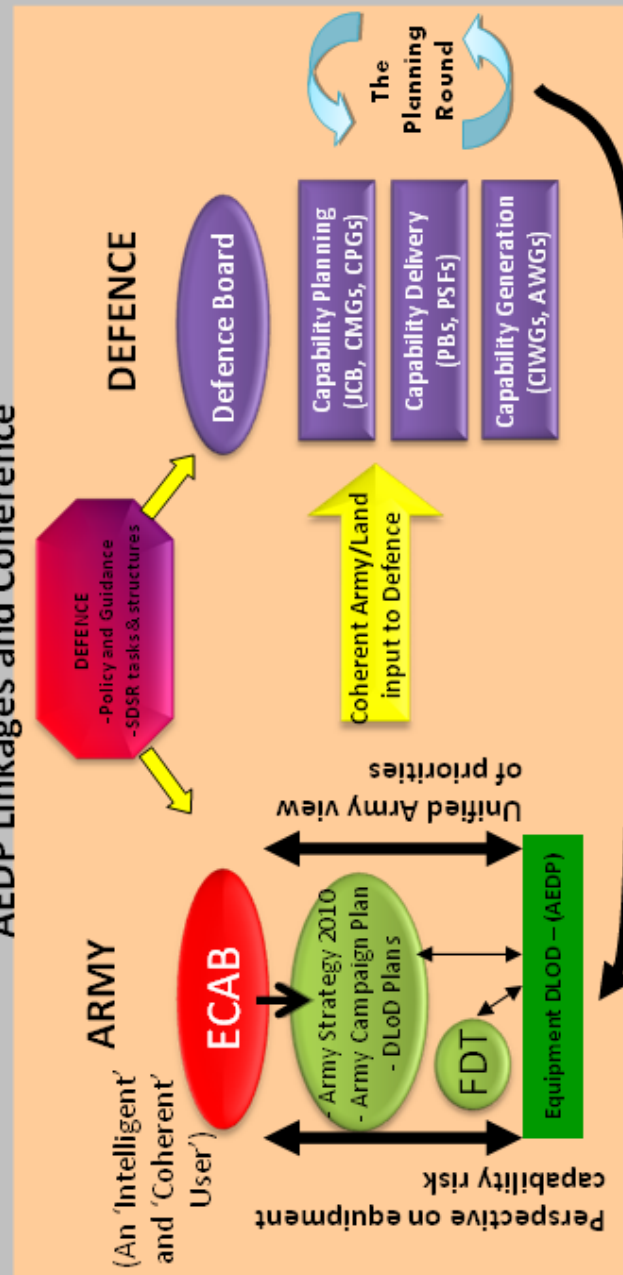 AEDP Linkages and Coherence
ARMY
(An ‘Intelligent’
and ‘Coherent’
User’)
DEFENCE
-Policy and Guidance
-SDSR tasks & structures
DEFENCE
ECAB
- Army Strategy 2010
- Army Campaign Plan
- DLoD Plans
FDT
Equipment DLOD – (AEDP)
Perspective on equipment
capability risk
Unified Army view
of priorities
Coherent Army/Land
input to Defence
Defence Board
Capability Planning
(JCB, CMGs, CPGs)
Capability Delivery
(PBs, PSFs)
Capability Generation
(CIWGs, AWGs)
The
Planning
Round